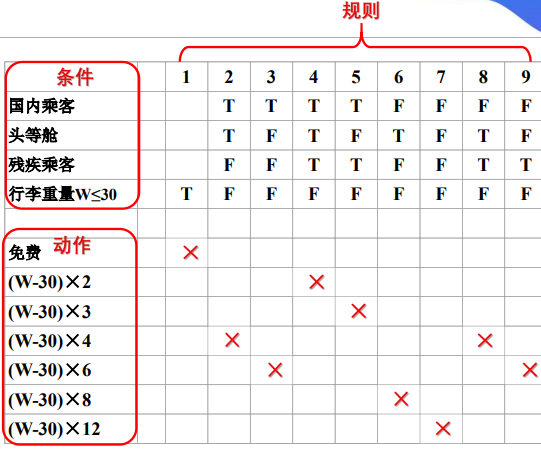 规则
条件 1 2 3 4 5 6 7 8 9
国内乘客 T T T T F F F F
头等舱 T F T F T F T F
残疾乘客 F F T T F F T T
行李重量W≤30 T F F F F F F F F
动作
免费 ×
(W-30)×2 ×
(W-30)×3 ×
(W-30)×4 × ×
(W-30)×6 × ×
(W-30)×8 ×
(W-30)×12 ×